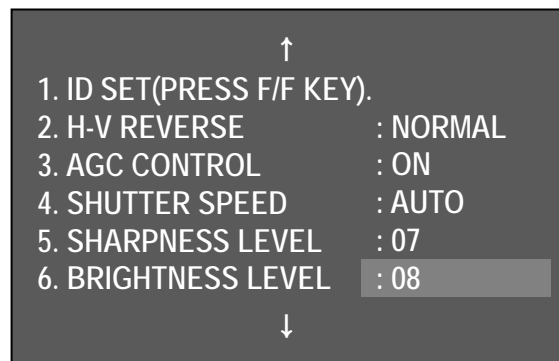 ↑
1. ID SET(PRESS F/F KEY).
2. H-V REVERSE : NORMAL
3. AGC CONTROL : ON
4. SHUTTER SPEED : AUTO
5. SHARPNESS LEVEL : 07
6. BRIGHTNESS LEVEL : 08
↓